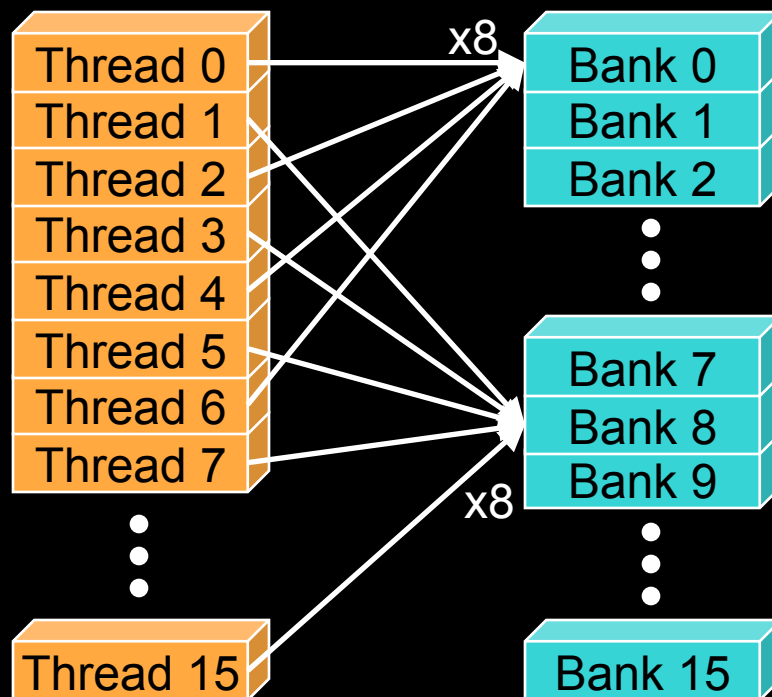 Thread 0
Thread 1
Thread 2
Thread 3
Thread 4
Thread 5
Thread 6
Thread 7
Thread 15
x8
x8
Bank 0
Bank 1
Bank 2
Bank 7
Bank 8
Bank 9
Bank 15